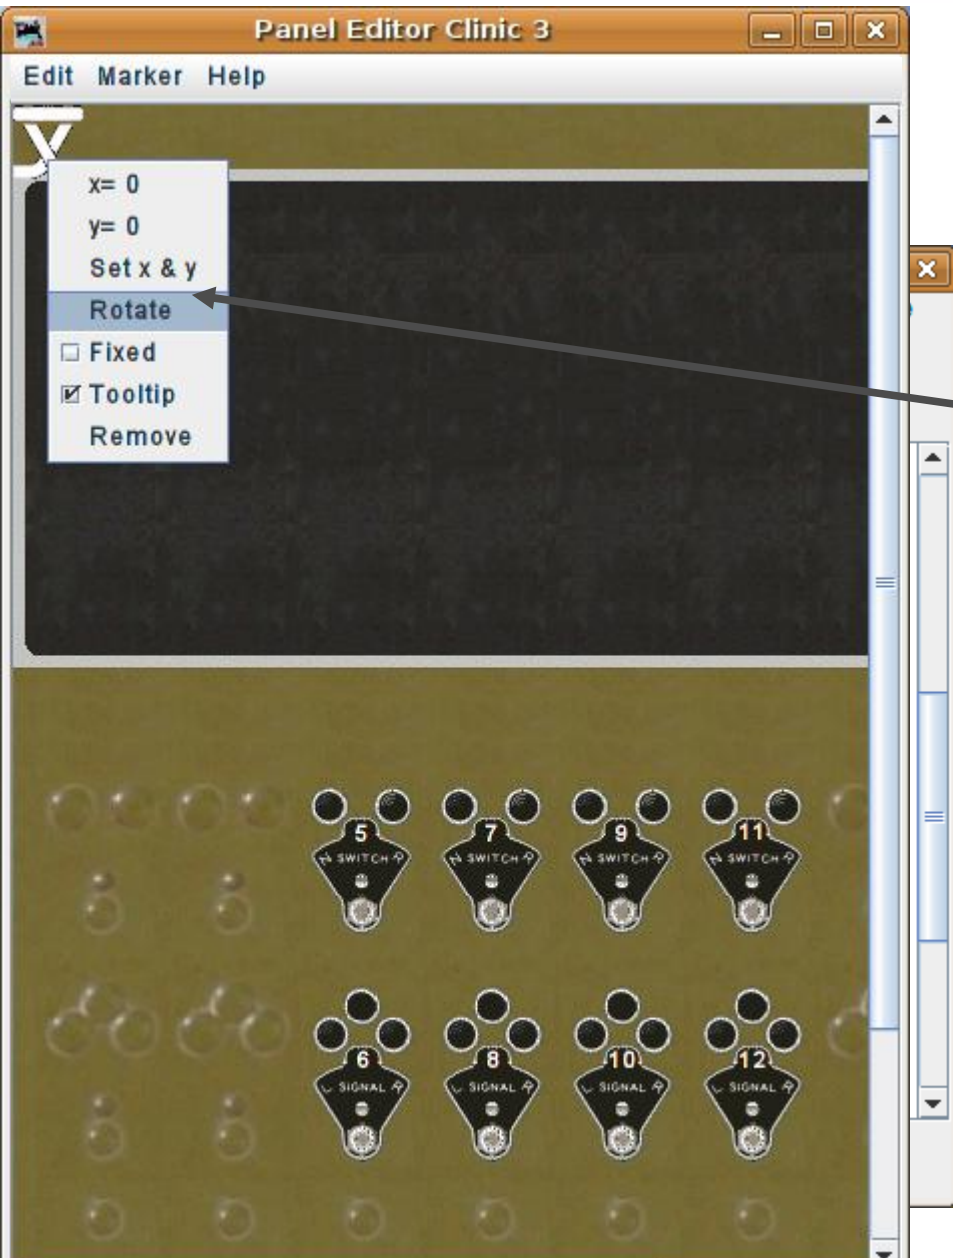 Panel Editor Clinic 3
Edit Marker Help
x= 0
y= 0
Set x & y
Rotate
Fixed
Tooltip
Remove
5 7 9 11
N SWITCH R N SWITCH R N SWITCH R N SWITCH R
6 8 10 12
L SIGNAL R L SIGNAL R L SIGNAL R L SIGNAL R